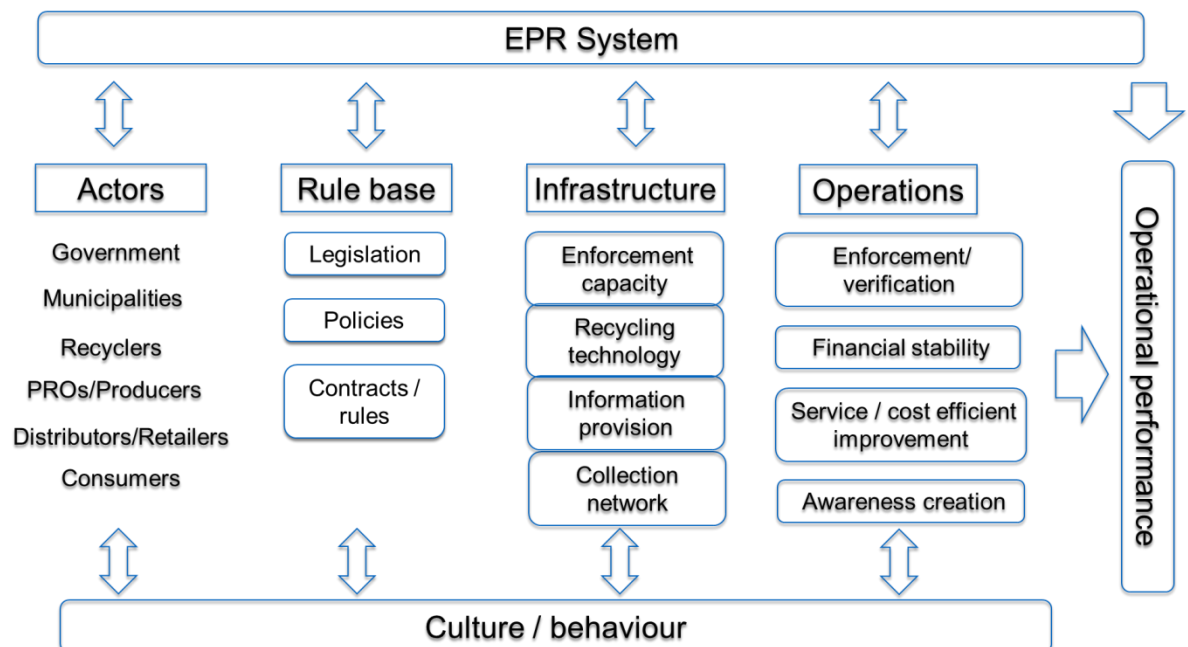 EPR System
Actors
Government
Municipalities
Recyclers
PROs/Producers
Distributors/Retailers
Consumers
Rule base
Legislation
Policies
Contracts /
rules
Infrastructure
Enforcement
capacity
Recycling
technology
Information
provision
Collection
network
Operations
Enforcement/
verification
Financial stability
Service / cost efficient
improvement
Awareness creation
Operational performance
Culture / behaviour